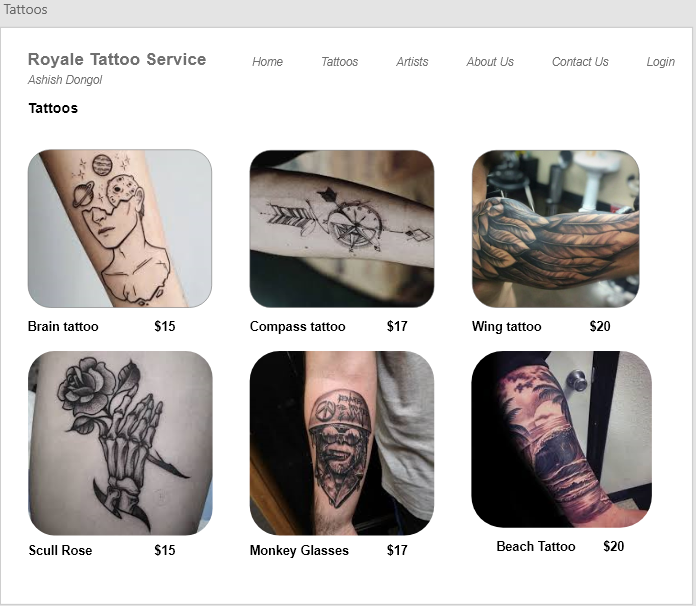 Tattoos
Royale Tattoo Service
Home Tattoos Artists About Us Contact Us Login
Ashish Dongol
Tattoos
Brain tattoo $15
Compass tattoo $17
Wing tattoo $20
Scull Rose $15
Monkey Glasses $17
Beach Tattoo $20